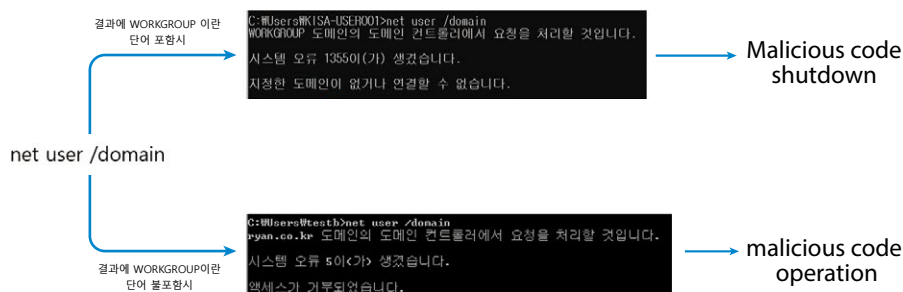 결과에 WORKGROUP 이란
단어 포함시
C:₩Users₩KISA-USER001>net user /domain
WORKGROUP 도메인의 도메인 컨트롤러에서 요청을 처리할 것입니다.
시스템 오류 1355이(가) 생겼습니다.
지정한 도메인이 없거나 연결할 수 없습니다.
Malicious code
shutdown
net user /domain
C:₩Users₩testb>net user /domain
ryan.co.kr 도메인의 도메인 컨트롤러에서 요청을 처리할 것입니다.
시스템 오류 5이<가> 생겼습니다.
액세스가 거부되었습니다.
malicious code
operation
결과에 WORKGROUP이란
단어 불포함시